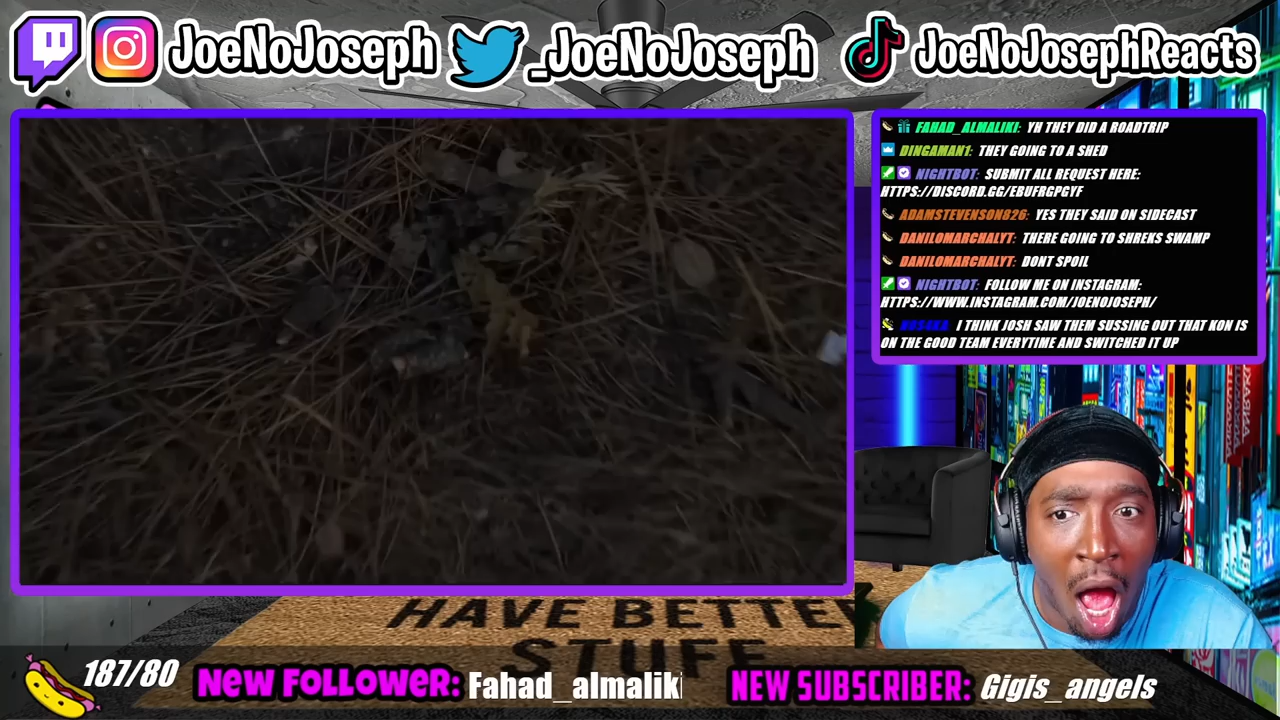 JoeNoJoseph
_JoeNoJoseph
JoeNoJosephReacts
FAHAD_ALMALIKI: YH THEY DID A ROADTRIP
DINGAMAN1: THEY GOING TO A SHED
NIGHTBOT: SUBMIT ALL REQUEST HERE:
HTTPS://DISCORD.GG/EBUFRGPGYF
ADAMSTEVENSON826: YES THEY SAID ON SIDECAST
DANILOMARCHALYT: THERE GOING TO SHREKS SWAMP
DANILOMARCHALYT: DONT SPOIL
NIGHTBOT: FOLLOW ME ON INSTAGRAM:
HTTPS://WWW.INSTAGRAM.COM/JOENOJOSEPH/
I THINK JOSH SAW THEM SUSSING OUT THAT KON IS
ON THE GOOD TEAM EVERYTIME AND SWITCHED IT UP
HAVE BETTER
STUFF
187/80
New Follower: Fahad_almaliki
NEW SUBSCRIBER: Gigis_angels